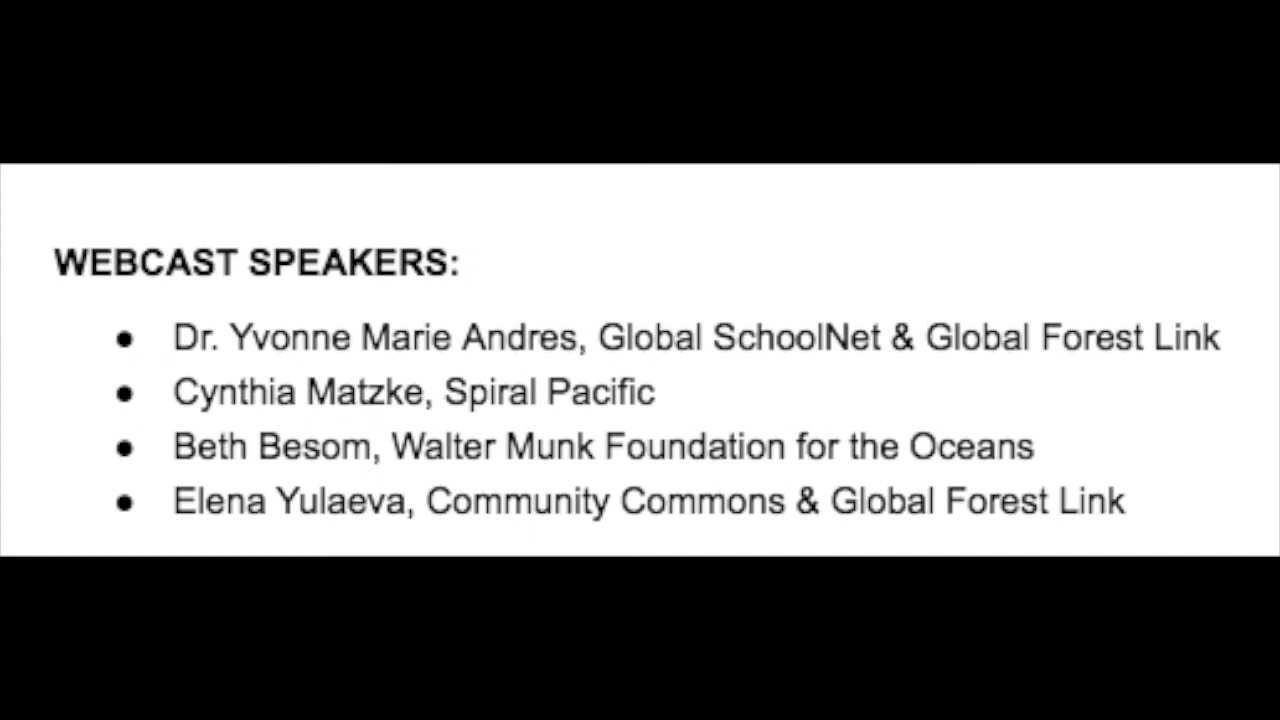 WEBCAST SPEAKERS:
● Dr. Yvonne Marie Andres, Global SchoolNet & Global Forest Link
● Cynthia Matzke, Spiral Pacific
● Beth Besom, Walter Munk Foundation for the Oceans
● Elena Yulaeva, Community Commons & Global Forest Link